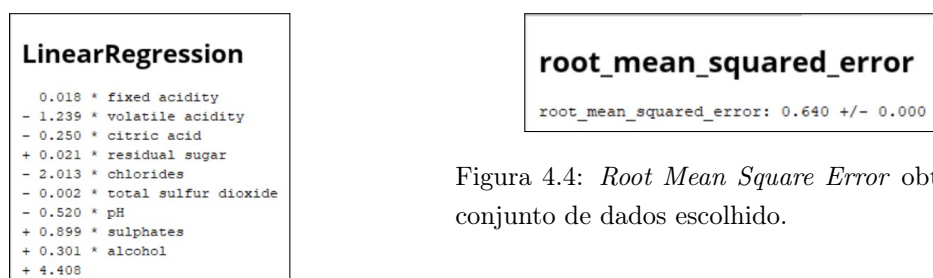 LinearRegression
0.018 * fixed acidity
- 1.239 * volatile acidity
- 0.250 * citric acid
+ 0.021 * residual sugar
- 2.013 * chlorides
- 0.002 * total sulfur dioxide
- 0.520 * pH
+ 0.899 * sulphates
+ 0.301 * alcohol
+ 4.408
root_mean_squared_error
root_mean_squared_error: 0.640 +/- 0.000
Figura 4.4: Root Mean Square Error
conjunto de dados escolhido.